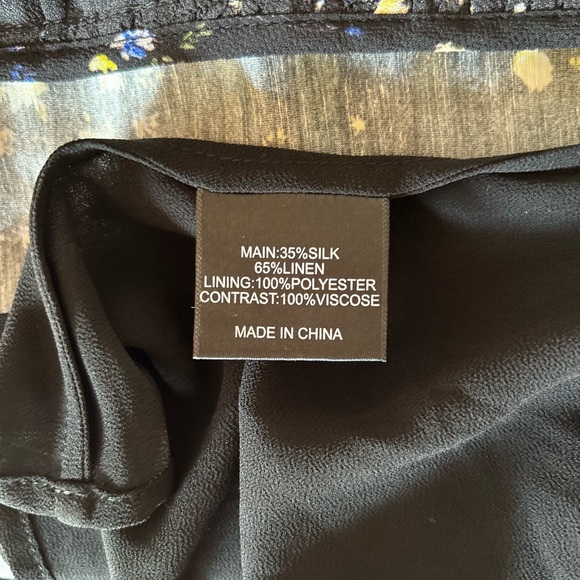 MAIN:35%SILK
65%LINEN
LINING:100%POLYESTER
CONTRAST:100%VISCOSE
MADE IN CHINA